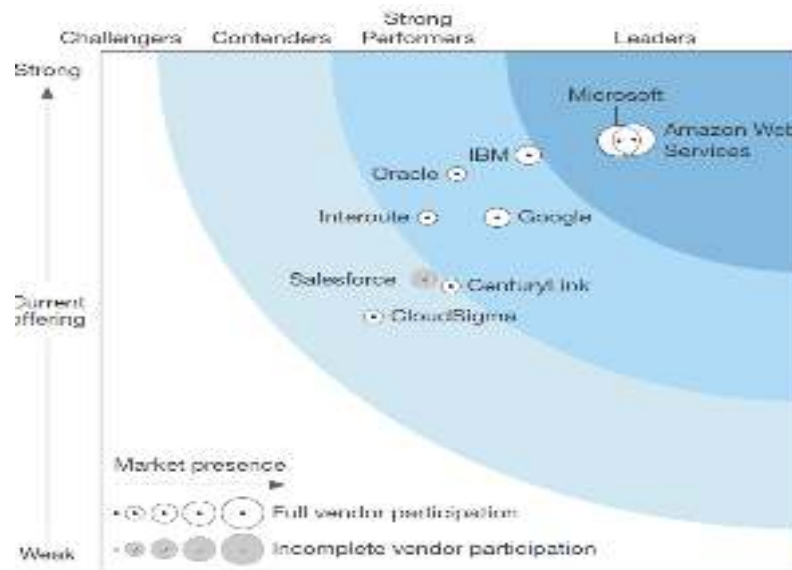 Challengers Contenders Strong Performers Leaders
Strong
Microsoft
Amazon Web Services
IBM
Oracle
Interoute
Google
Salesforce
CenturyLink
CloudSigma
Current offering
Market presence
Full vendor participation
Incomplete vendor participation
Weak